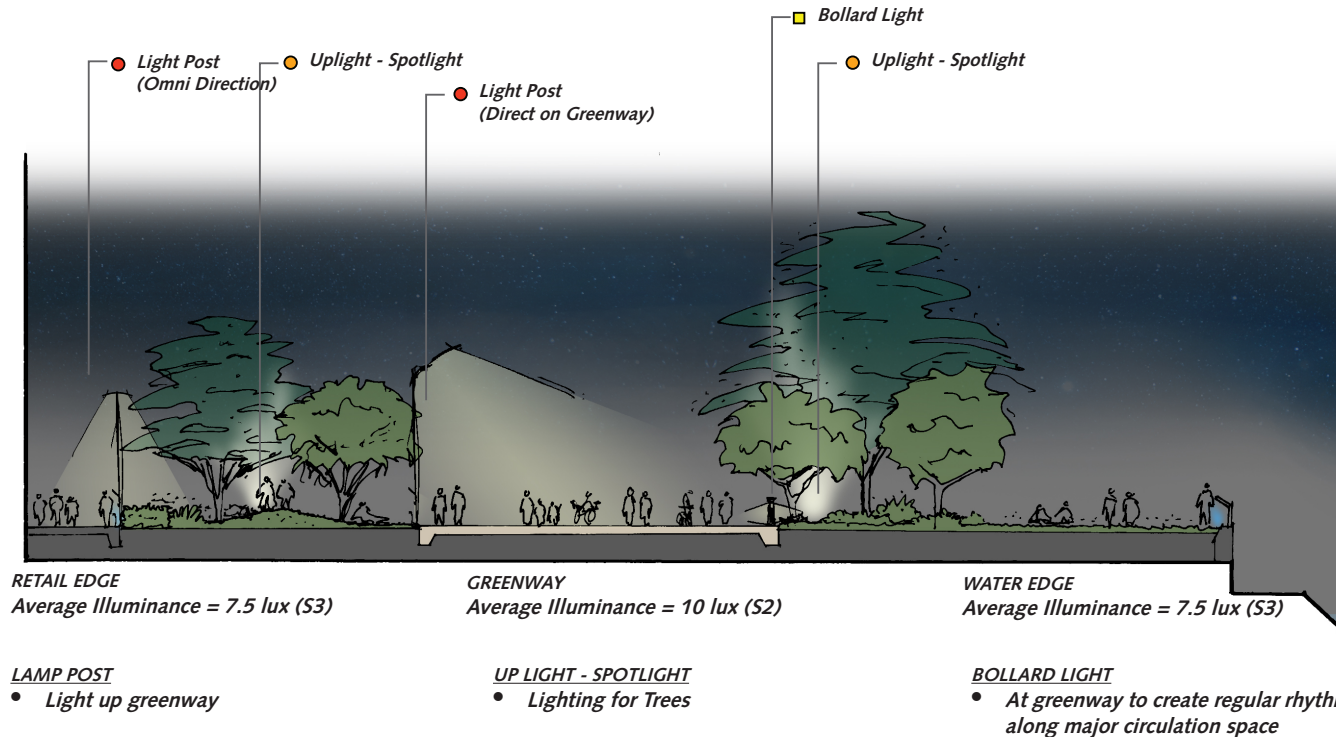 Bollard Light
Light Post
(Omni Direction)
Uplight - Spotlight
Uplight - Spotlight
Light Post
(Direct on Greenway)
RETAIL EDGE
Average Illuminance = 7.5 lux (S3)
GREENWAY
Average Illuminance = 10 lux (S2)
WATER EDGE
Average Illuminance = 7.5 lux (S3)
LAMP POST
• Light up greenway
UP LIGHT - SPOTLIGHT
• Lighting for Trees
BOLLARD LIGHT
• At greenway to create regular
along major circulation space